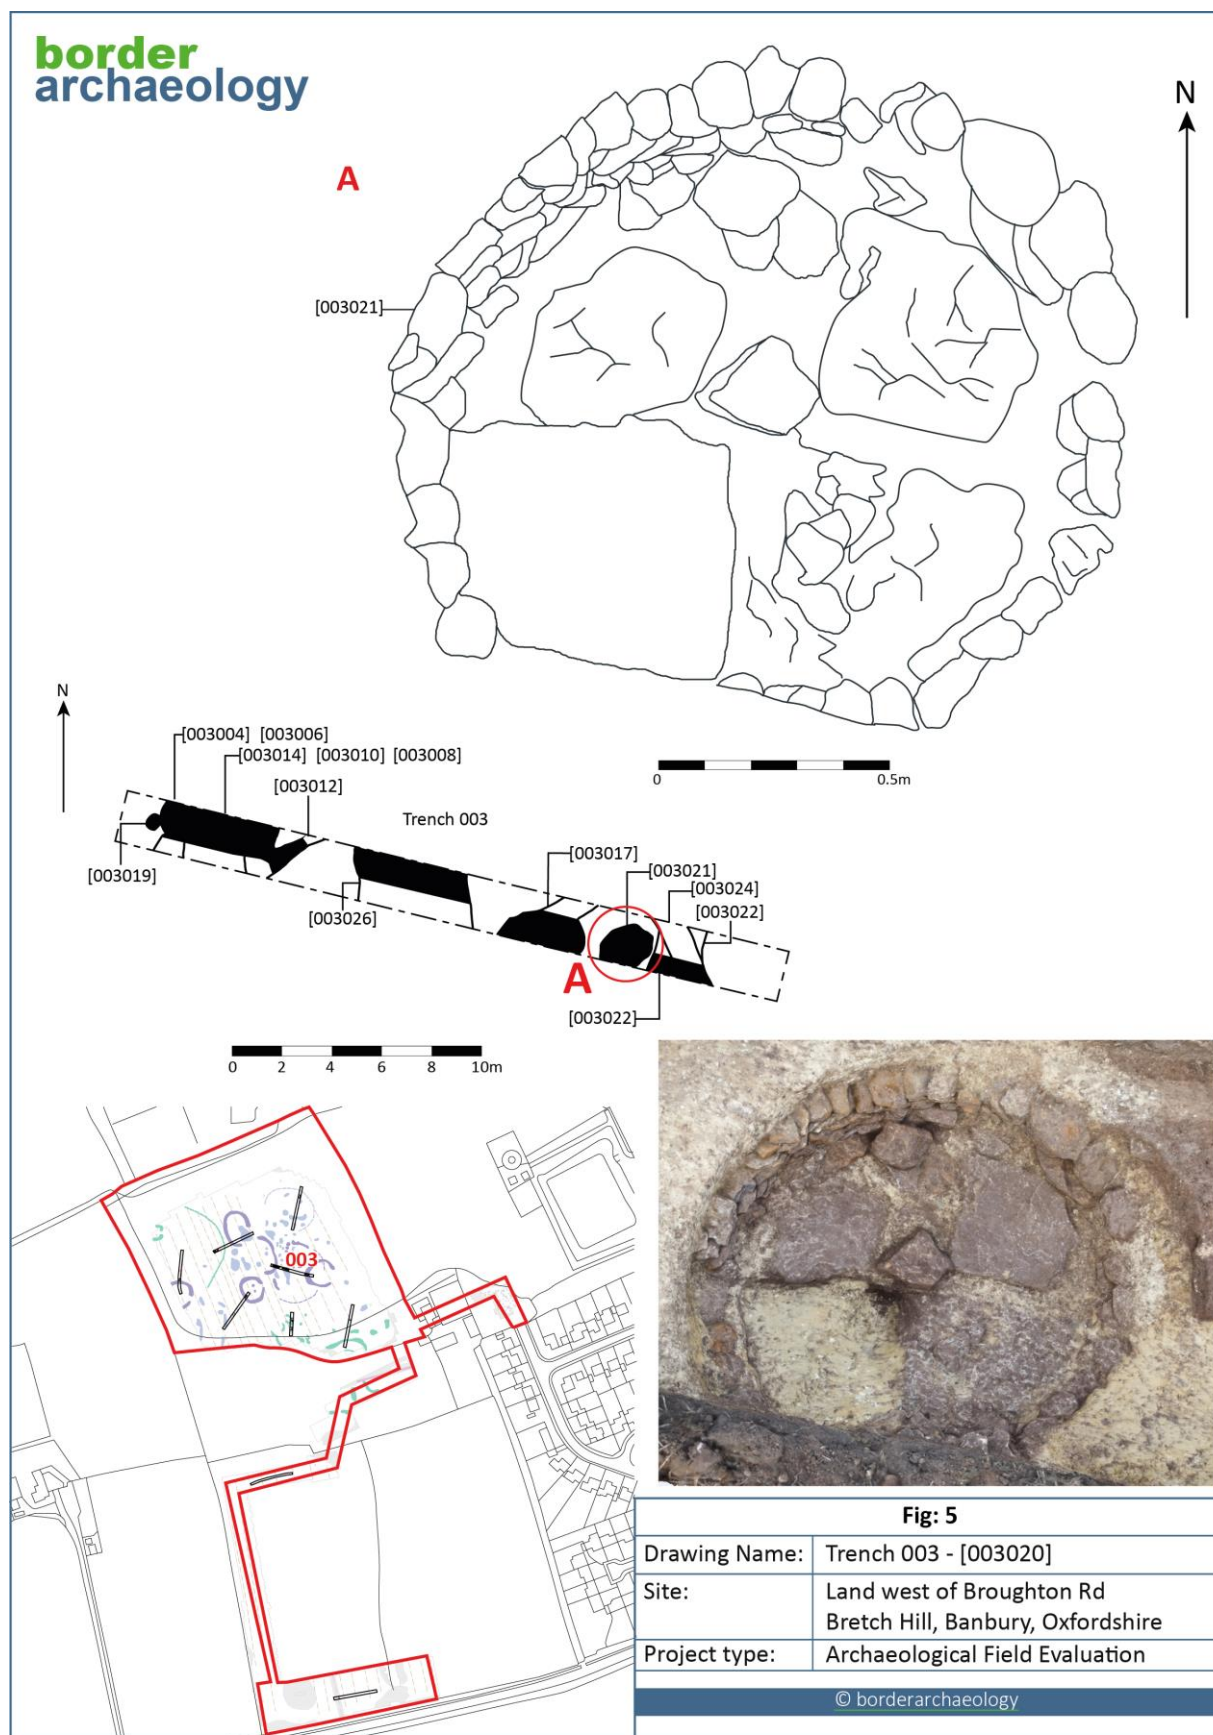 border
archaeology
N
A
[003021]
0 0.5m
N
[003004] [003006]
[003014] [003010] [003008]
[003012]
Trench 003
[003019]
[003026]
[003017]
[003021]
[003024]
[003022]
A
[003022]
0 2 4 6 8 10m
003
Fig: 5
Drawing Name: Trench 003 - [003020]
Site: Land west of Broughton Rd
Bretch Hill, Banbury, Oxfordshire
Project type: Archaeological Field Evaluation
© borderarchaeology